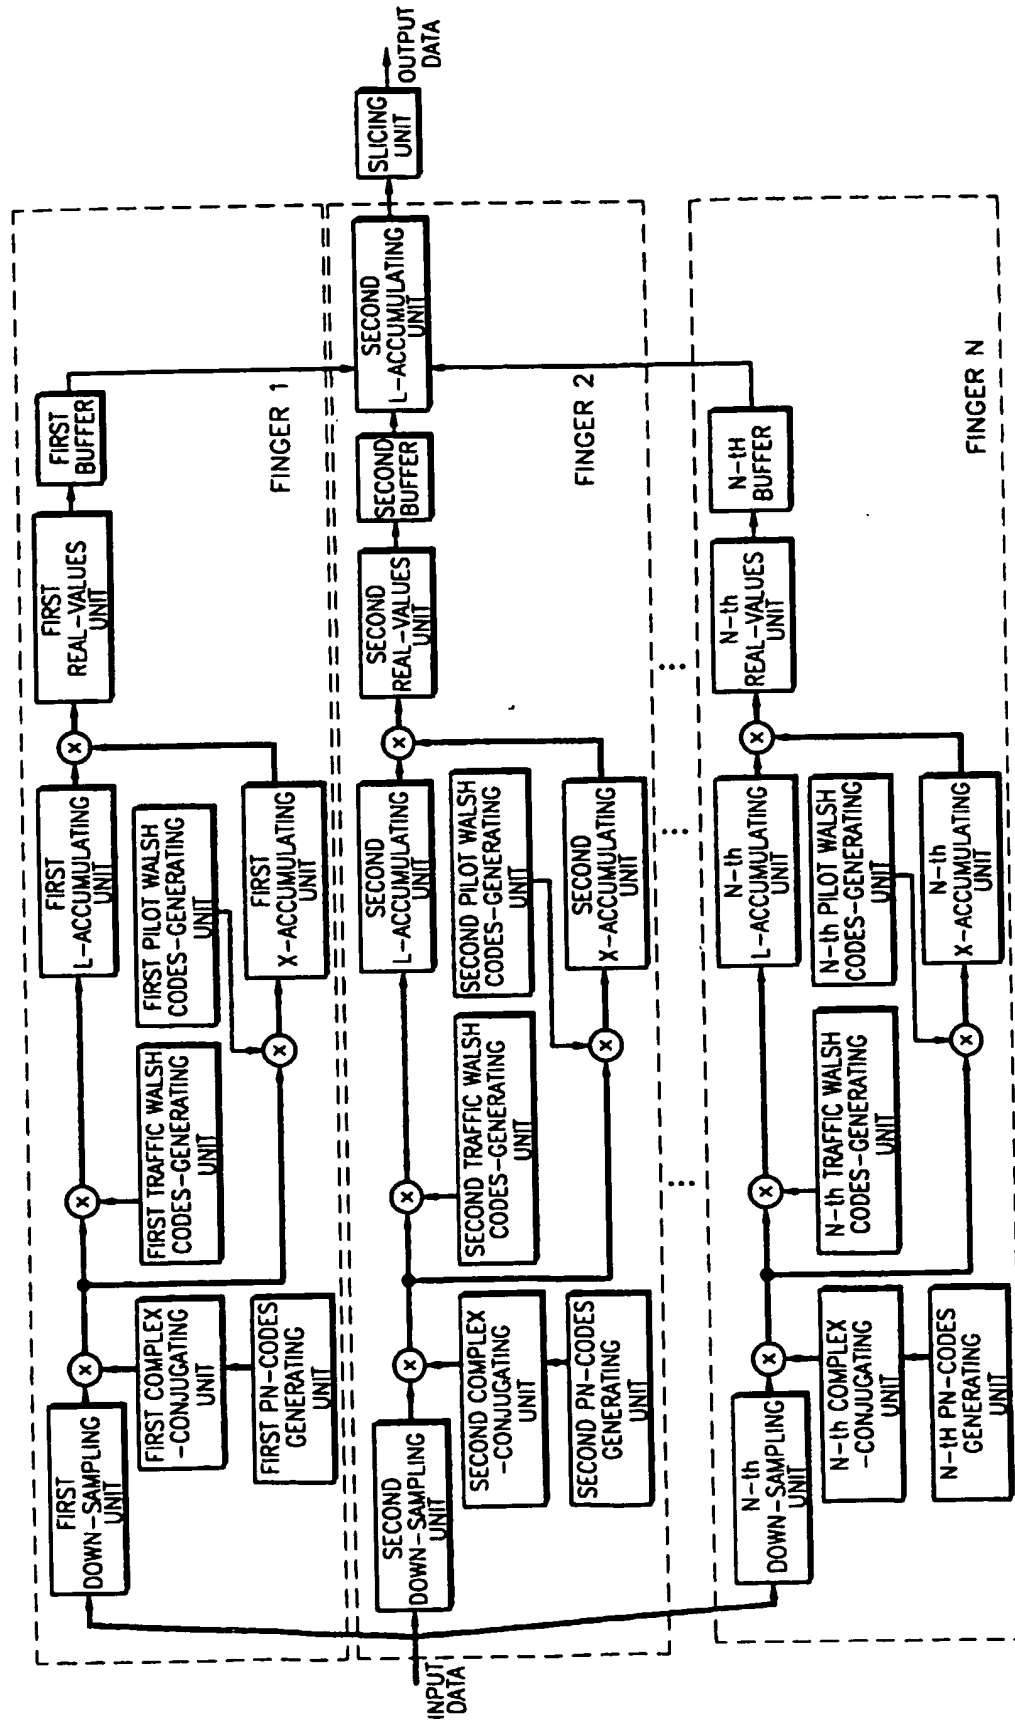 INPUT
DATA
FIRST
DOWN-SAMPLING
UNIT
FIRST COMPLEX
-CONJUGATING
UNIT
FIRST PN-CODES
GENERATING
UNIT
X
FIRST TRAFFIC WALSH
CODES-GENERATING
UNIT
X
FIRST PILOT WALSH
CODES-GENERATING
UNIT
X
FIRST
L-ACCUMULATING
UNIT
FIRST
X-ACCUMULATING
UNIT
X
FIRST
REAL-VALUES
UNIT
FIRST
BUFFER
FINGER 1
SECOND
DOWN-SAMPLING
UNIT
SECOND COMPLEX
-CONJUGATING
UNIT
SECOND PN-CODES
GENERATING
UNIT
X
SECOND TRAFFIC WALSH
CODES-GENERATING
UNIT
X
SECOND PILOT WALSH
CODES-GENERATING
UNIT
X
SECOND
L-ACCUMULATING
UNIT
SECOND
X-ACCUMULATING
UNIT
X
SECOND
REAL-VALUES
UNIT
SECOND
BUFFER
SECOND
L-ACCUMULATING
UNIT
FINGER 2
SLICING
UNIT
OUTPUT
DATA
...
...
...
N-th
DOWN-SAMPLING
UNIT
N-th COMPLEX
-CONJUGATING
UNIT
N-th PN-CODES
GENERATING
UNIT
X
N-th TRAFFIC WALSH
CODES-GENERATING
UNIT
X
N-th PILOT WALSH
CODES-GENERATING
UNIT
X
N-th
L-ACCUMULATING
UNIT
N-th
X-ACCUMULATING
UNIT
X
N-th
REAL-VALUES
UNIT
N-tH
BUFFER
FINGER N